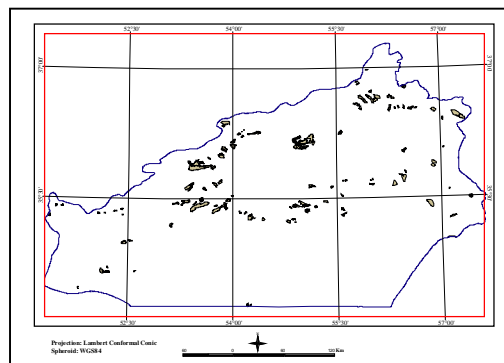 52°30' 54°00' 55°30' 57°00'
37°00' 37°00'
35°30' 35°30'
52°30' 54°00' 55°30' 57°00'
Projection: Lambert Conformal Conic
Spheroid: WGS84
60 0 60 120 Km